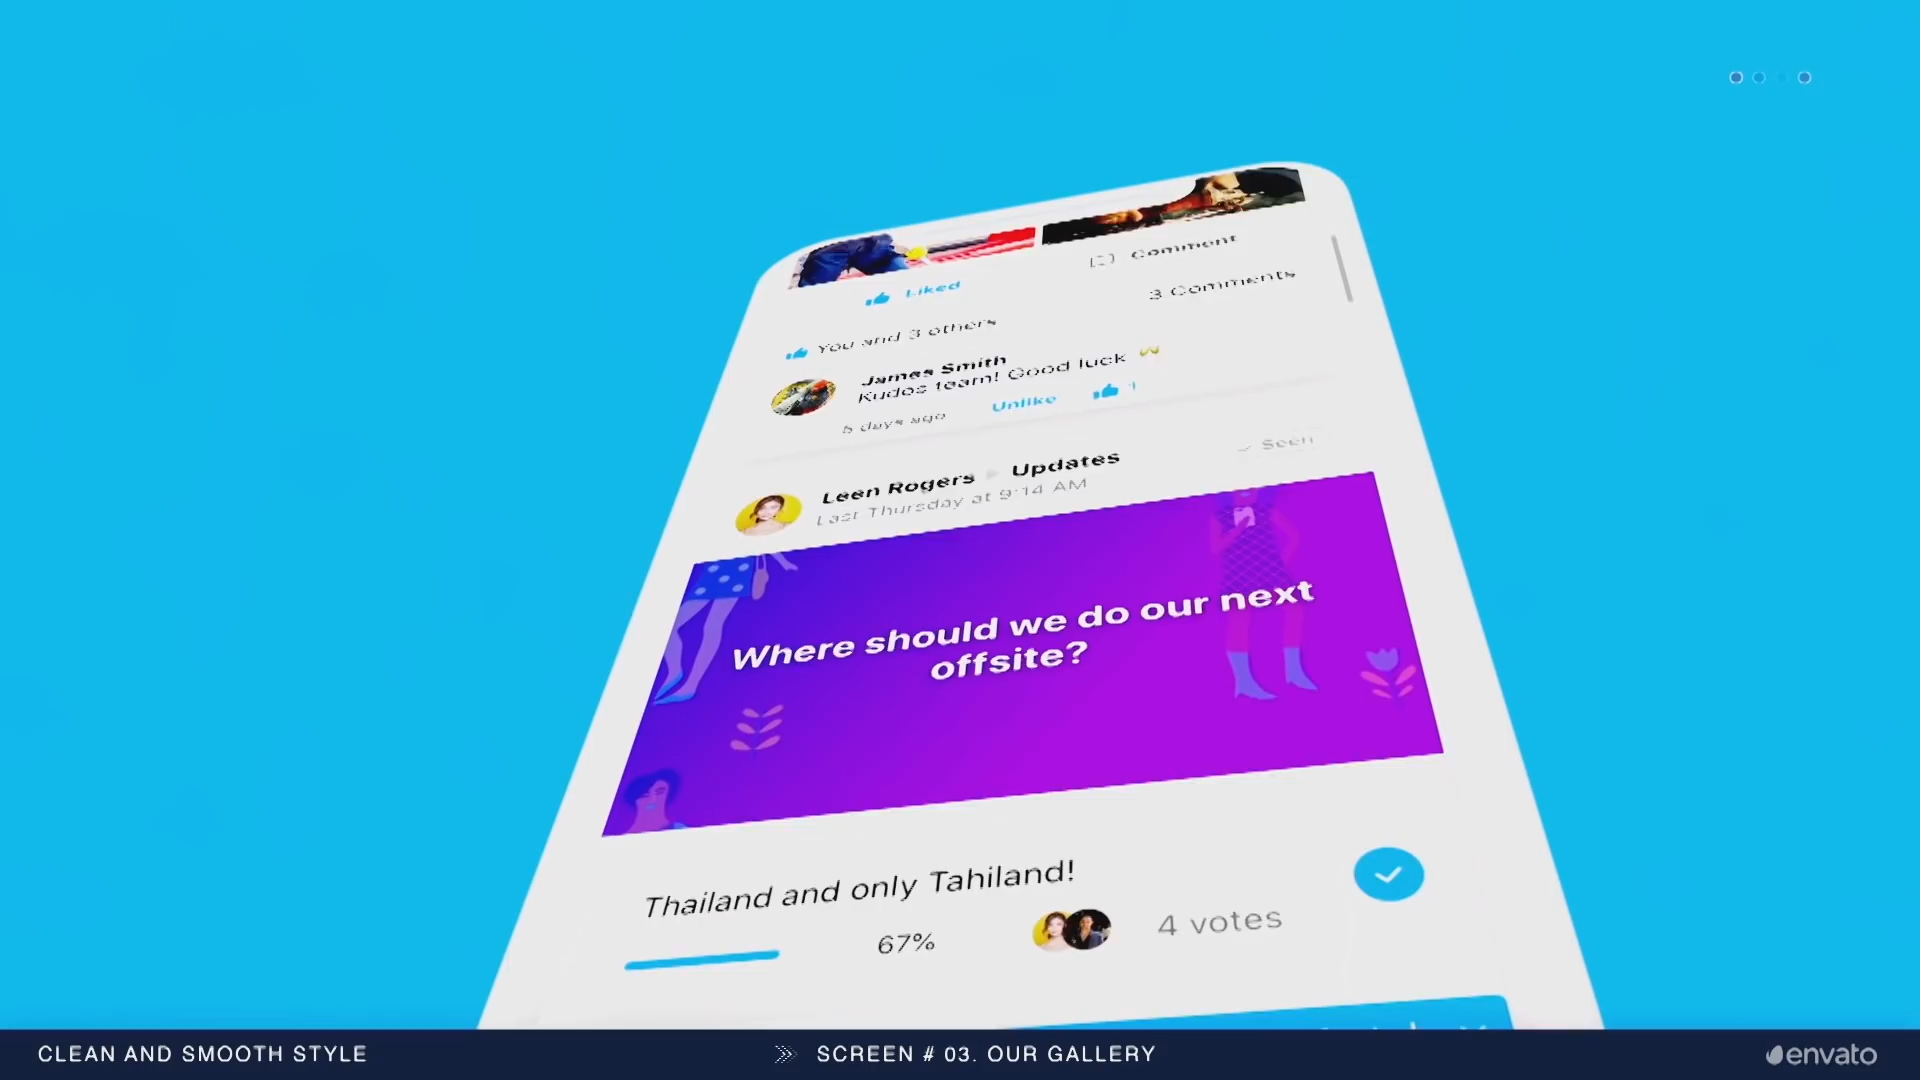 Comment
Liked
3 Comments
You and 3 others
James Smith
Kudos team! Good luck
5 days ago Unlike 1
Seen
Leen Rogers Updates
Last Thursday at 9:14 AM
Where should we do our next
offsite?
Thailand and only Tahiland!
67% 4 votes
CLEAN AND SMOOTH STYLE
SCREEN # 03. OUR GALLERY
envato